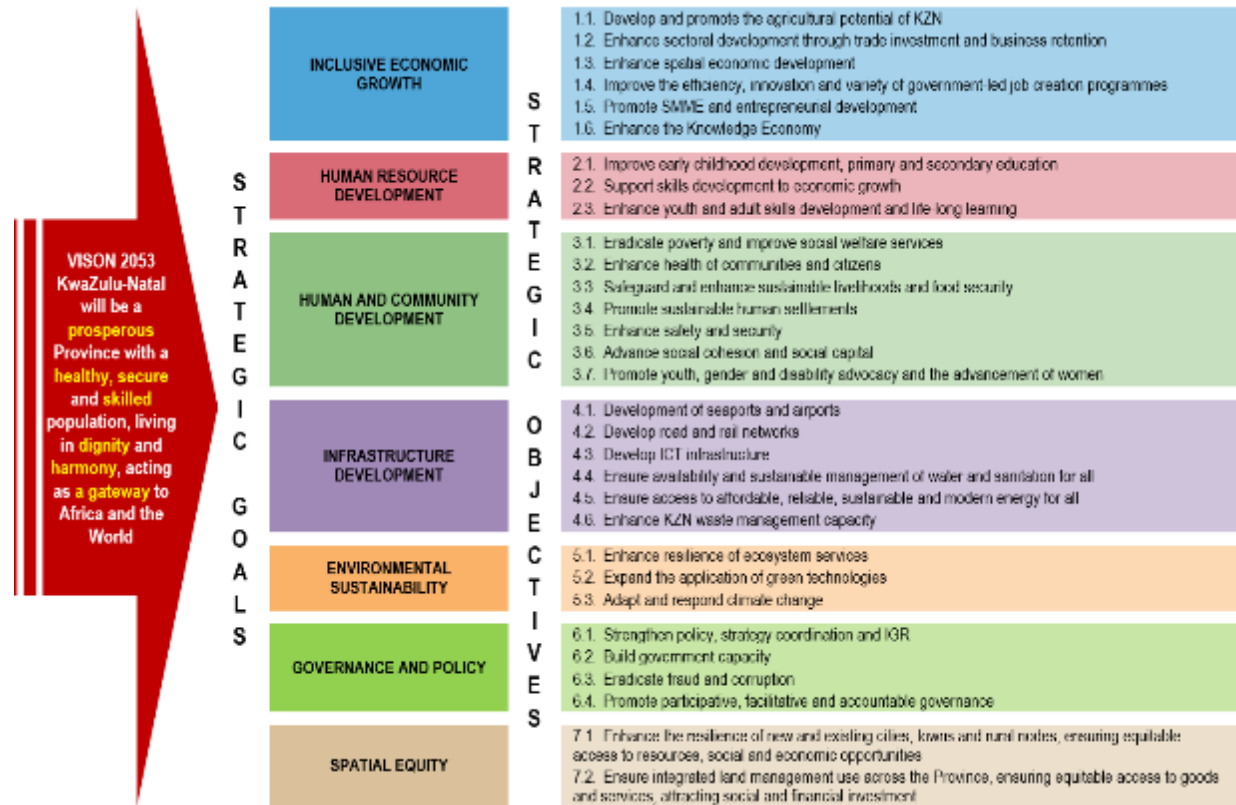 VISON 2053
KwaZulu-Natal
will be a
prosperous
Province with a
healthy, secure
and skilled
population, living
in dignity and
harmony, acting
as a gateway to
Africa and the
World
STRATEGIC GOALS
INCLUSIVE ECONOMIC
GROWTH
HUMAN RESOURCE
DEVELOPMENT
HUMAN AND COMMUNITY
DEVELOPMENT
INFRASTRUCTURE
DEVELOPMENT
ENVIRONMENTAL
SUSTAINABILITY
GOVERNANCE AND POLICY
SPATIAL EQUITY
STRATEGIC OBJECTIVES
1.1. Develop and promote the agricultural potential of KZN
1.2. Enhance sectoral development through trade investment and business retention
1.3. Enhance spatial economic development
1.4. Improve the efficiency, innovation and variety of government-led job creation programmes
1.5. Promote SMME and entrepreneurial development
1.6. Enhance the Knowledge Economy
2.1. Improve early childhood development, primary and secondary education
2.2. Support skills development to economic growth
2.3. Enhance youth and adult skills development and life-long learning
3.1. Eradicate poverty and improve social welfare services
3.2. Enhance health of communities and citizens
3.3 Safeguard and enhance sustainable livelihoods and food security
3.4. Promote sustainable human settlements
3.5. Enhance safety and security
3.6. Advance social cohesion and social capital
3.7. Promote youth, gender and disability advocacy and the advancement of women
4.1. Development of seaports and airports
4.2. Develop road and rail networks
4.3. Develop ICT infrastructure
4.4. Ensure availability and sustainable management of water and sanitation for all
4.5. Ensure access to affordable, reliable, sustainable and modern energy for all
4.6. Enhance KZN waste management capacity
5.1. Enhance resilience of ecosystem services
5.2. Expand the application of green technologies
5.3. Adapt and respond climate change
6.1. Strengthen policy, strategy coordination and IGR
6.2. Build government capacity
6.3. Eradicate fraud and corruption
6.4. Promote participative, facilitative and accountable governance
7.1. Enhance the resilience of new and existing cities, towns and rural nodes, ensuring equitable
access to resources, social and economic opportunities
7.2. Ensure integrated land management use across the Province, ensuring equitable access to goods
and services, attracting social and financial investment